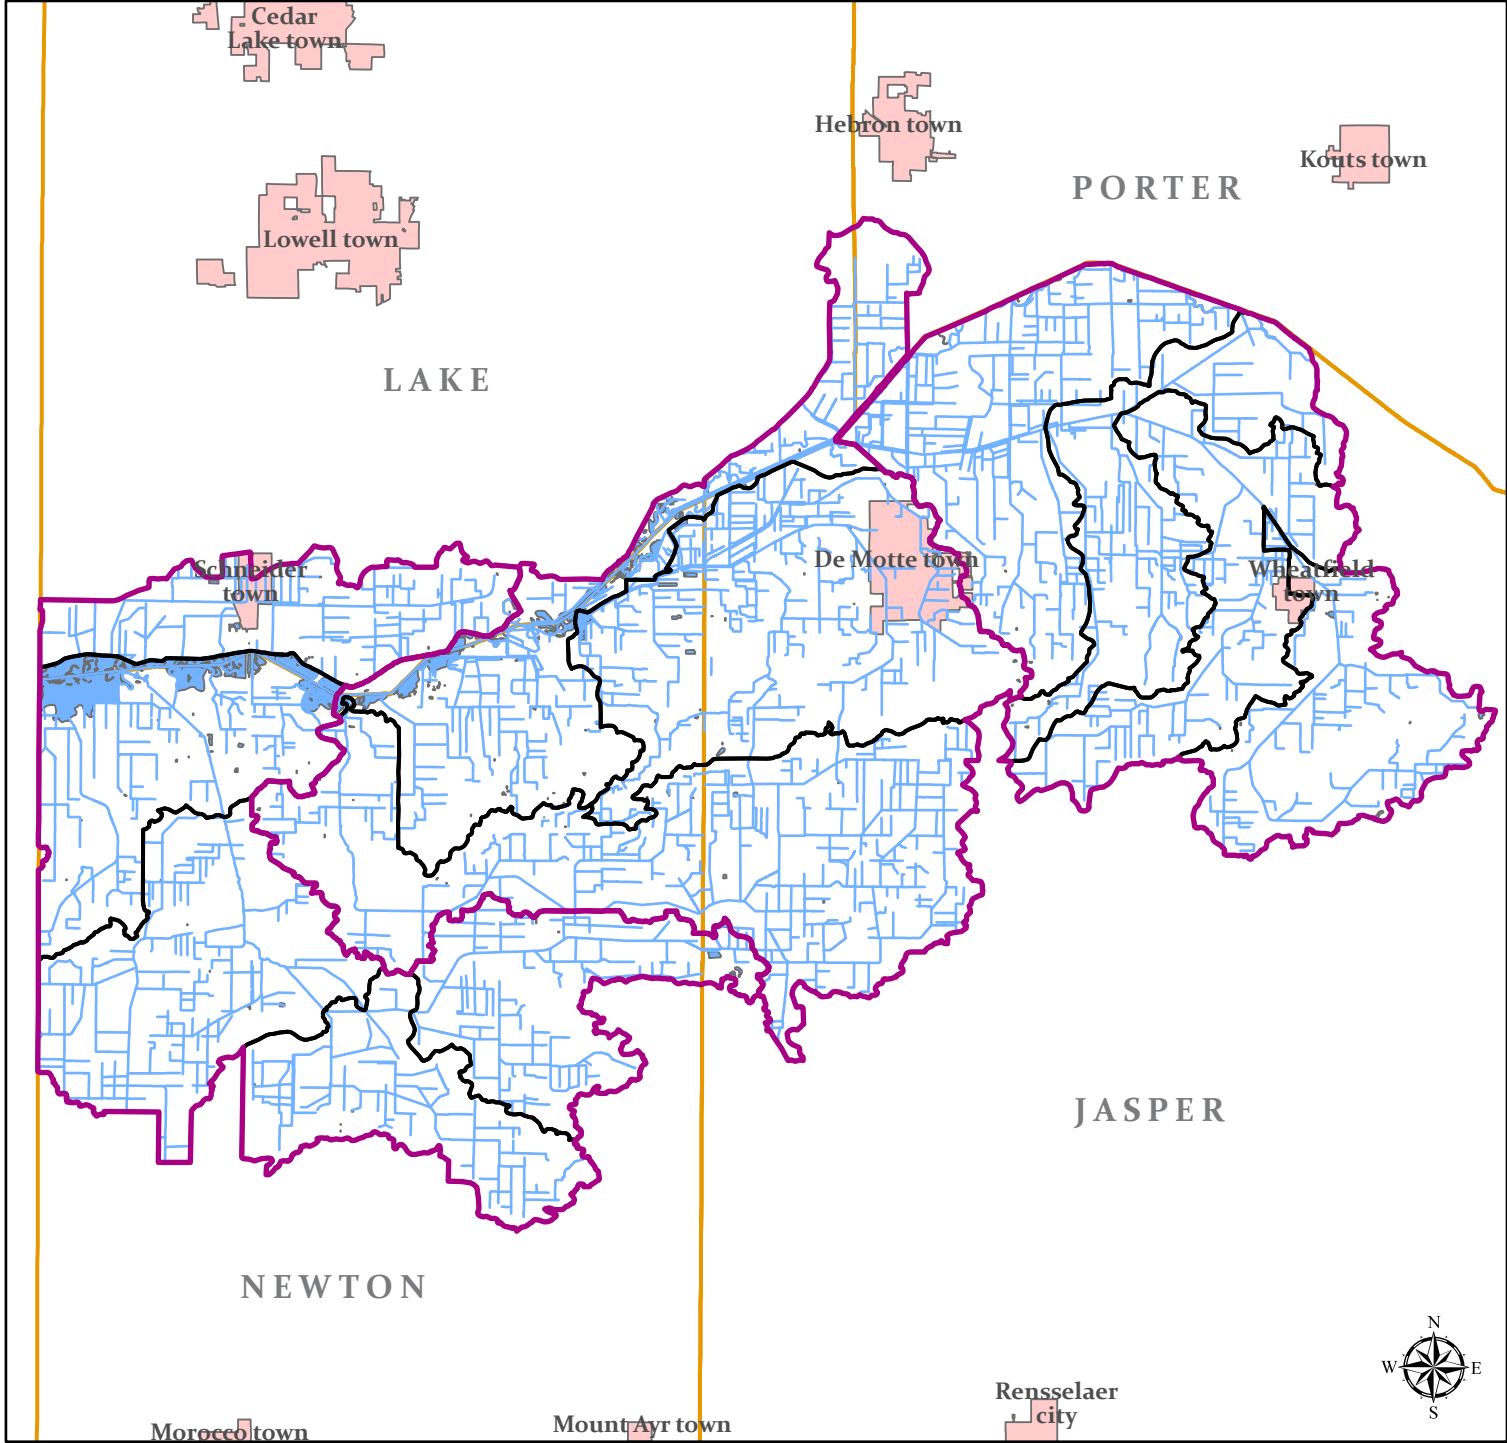 Cedar
Lake town
Hebron town
Kouts town
PORTER
Lowell town
LAKE
De Motte town
Schneider
town
Wheatfield
town
JASPER
NEWTON
N
W
E
S
Rensselaer
city
Mount Ayr town
Morocco town